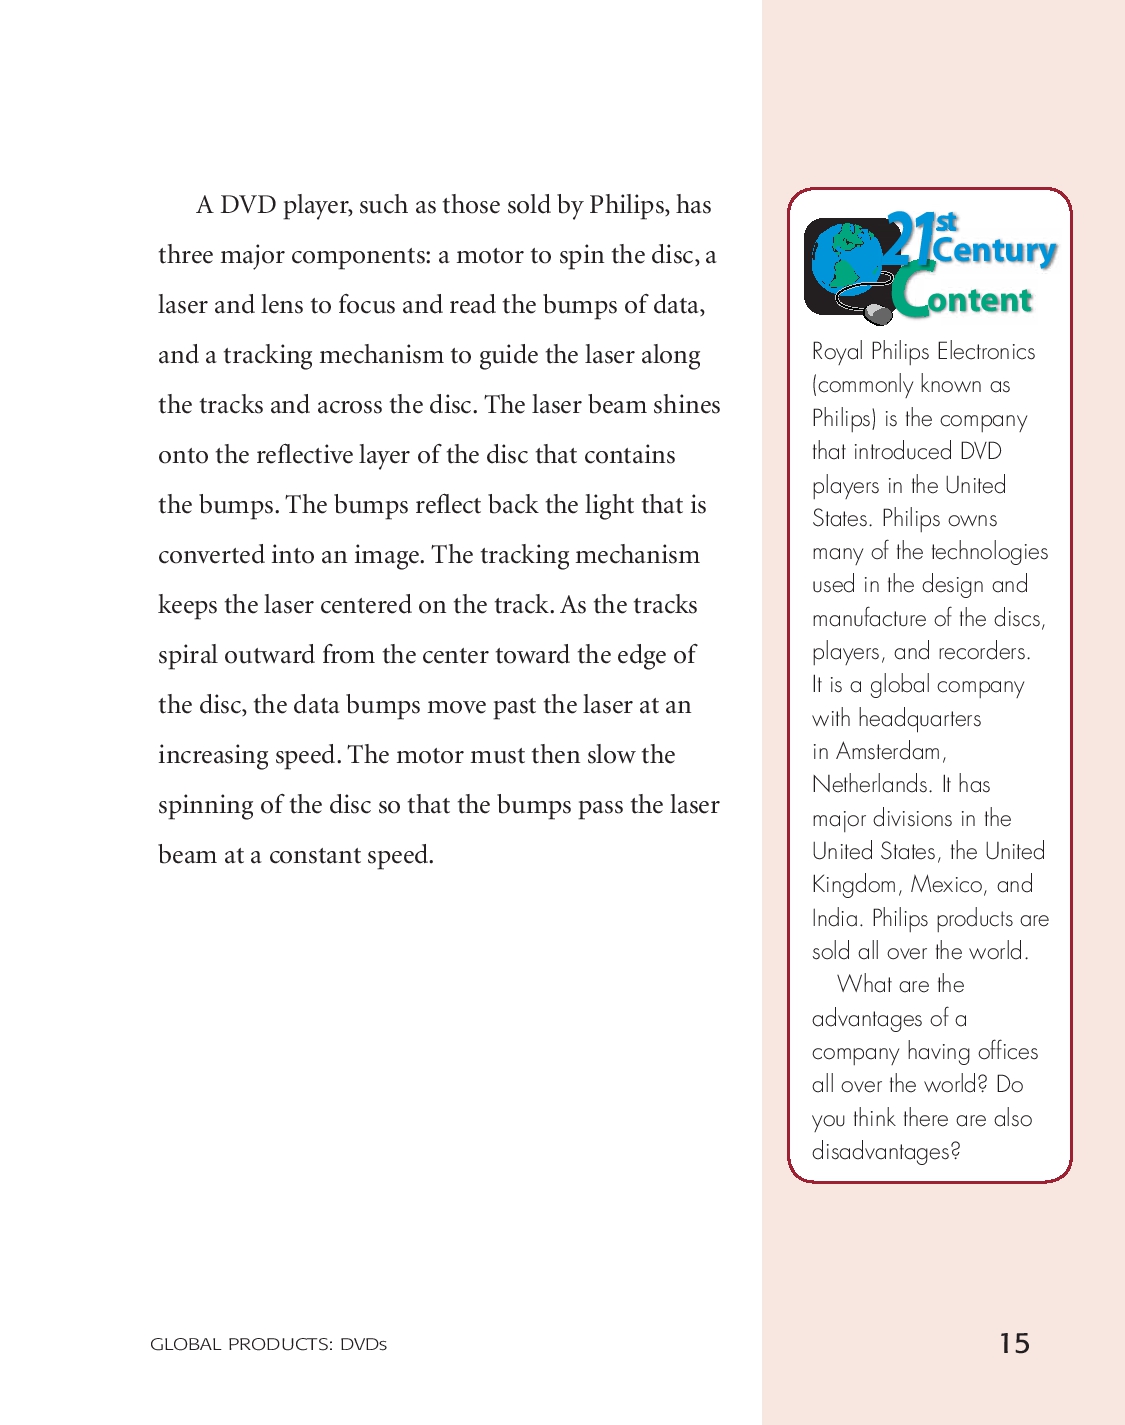 A DVD player, such as those sold by Philips, has
three major components: a motor to spin the disc, a
laser and lens to focus and read the bumps of data,
and a tracking mechanism to guide the laser along
the tracks and across the disc. The laser beam shines
onto the reflective layer of the disc that contains
the bumps. The bumps reflect back the light that is
converted into an image. The tracking mechanism
keeps the laser centered on the track. As the tracks
spiral outward from the center toward the edge of
the disc, the data bumps move past the laser at an
increasing speed. The motor must then slow the
spinning of the disc so that the bumps pass the laser
beam at a constant speed.
21st
Century
Content
Royal Philips Electronics
(commonly known as
Philips) is the company
that introduced DVD
players in the United
States. Philips owns
many of the technologies
used in the design and
manufacture of the discs,
players, and recorders.
It is a global company
with headquarters
in Amsterdam,
Netherlands. It has
major divisions in the
United States, the United
Kingdom, Mexico, and
India. Philips products are
sold all over the world.
What are the
advantages of a
company having offices
all over the world? Do
you think there are also
disadvantages?
GLOBAL PRODUCTS: DVDs
15